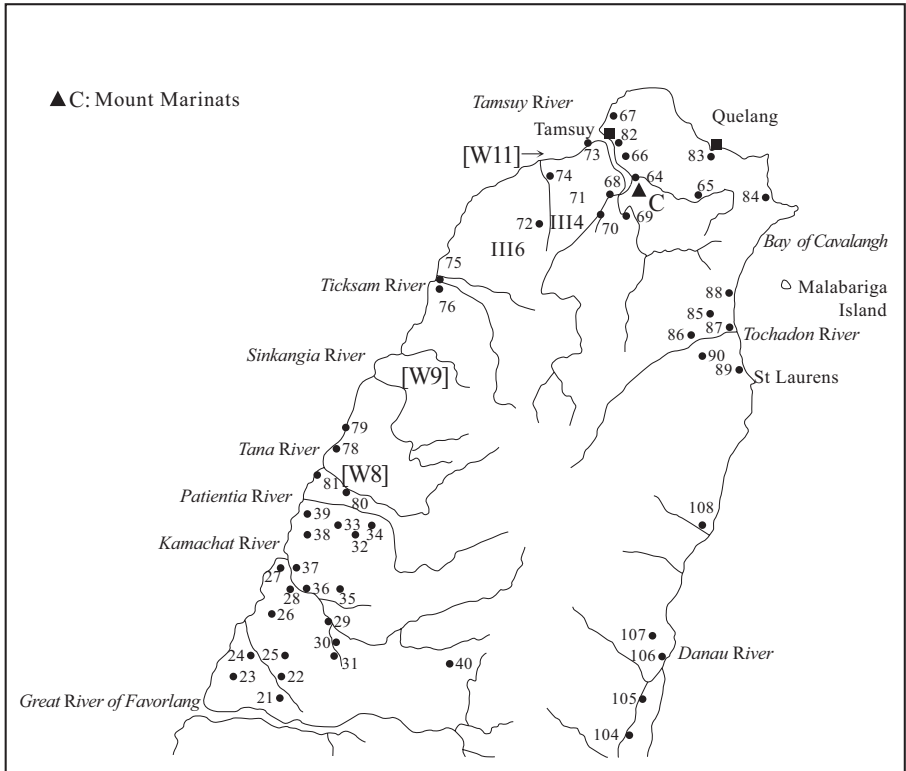 ▲ C: Mount Marinats
Tamsuy River
67
Quelang
Tamsuy
82
[W11]
73
66
83
74
68
64
71
65
C
84
72
III4
70
69
III6
Bay of Cavalangh
75
Ticksam River
76
88
Malabariga
Island
85
87
86
Tochadon River
Sinkangia River
90
[W9]
89
St Laurens
79
Tana River
78
[W8]
81
Patientia River
80
39
33
34
108
38
32
Kamachat River
37
27
36
35
28
26
29
107
30
24
25
31
40
106
Danau River
23
22
Great River of Favorlang
21
105
104